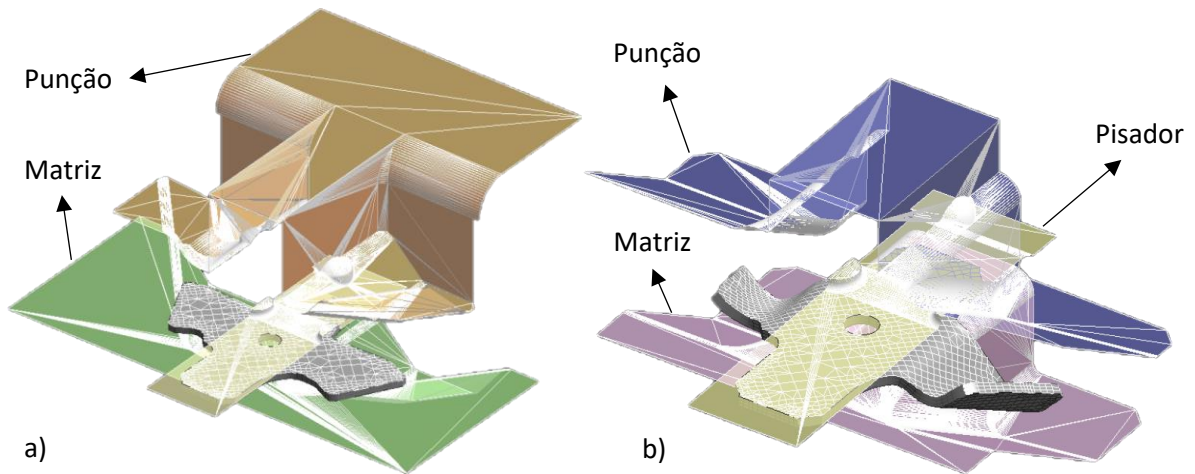 Punção
Matriz
a)
Punção
Pisador
Matriz
b)